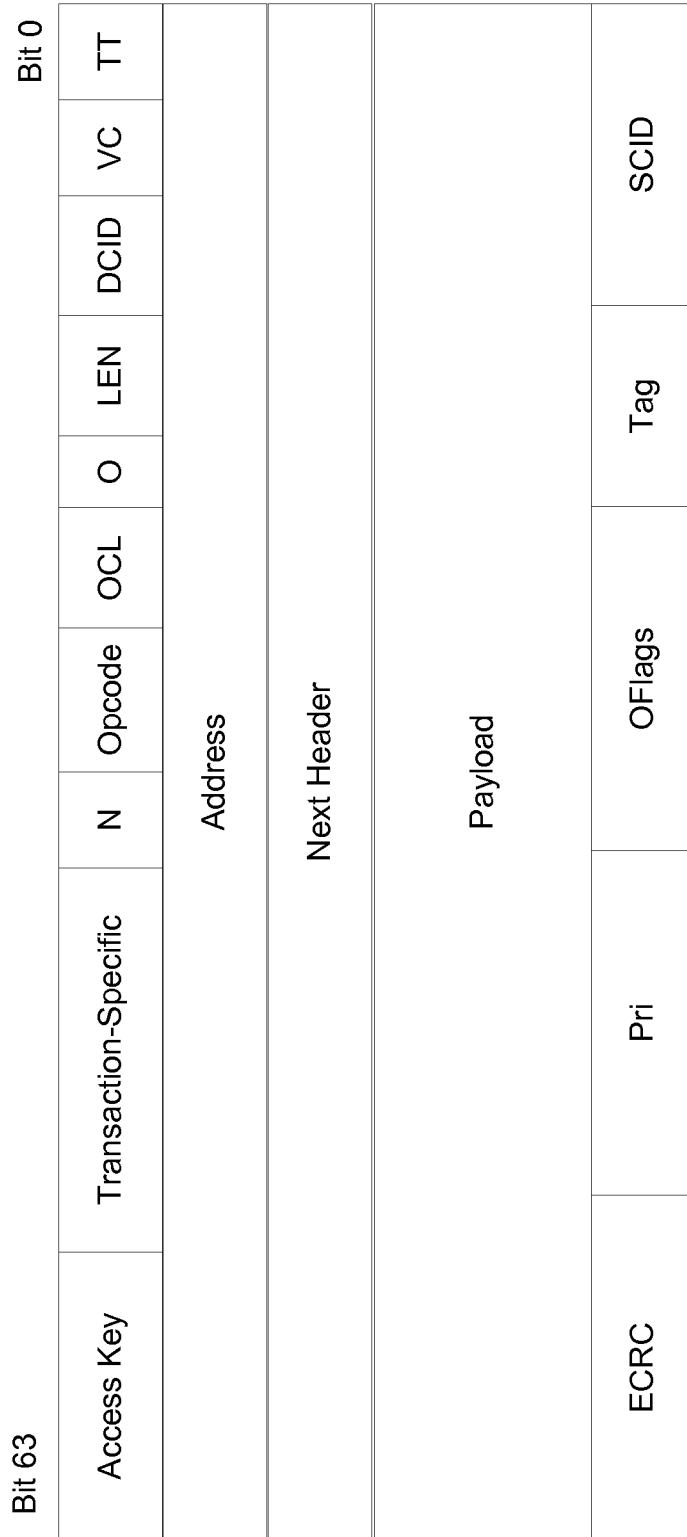 Bit 63
Bit 0
Access Key
Transaction-Specific
N
Opcode
OCL
O
LEN
DCID
VC
TT
Address
Next Header
Payload
ECRC
Pri
OFlags
Tag
SCID